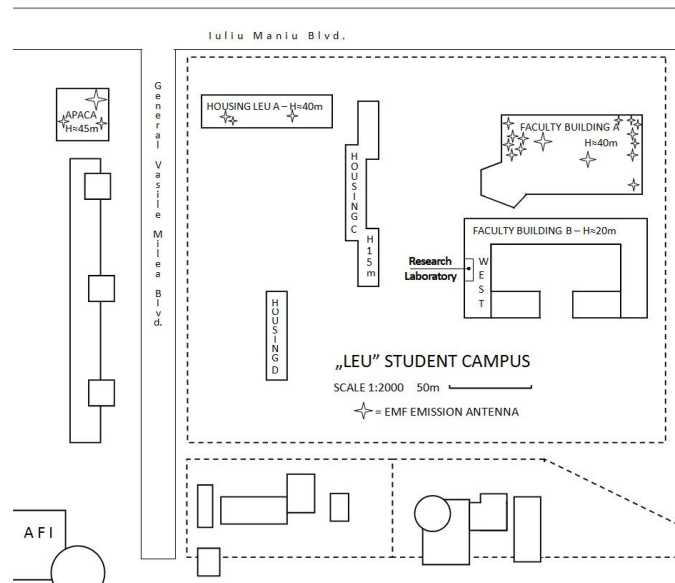 Iuliu Maniu Blvd.
General Vasile Milea Blvd.
APACA
H≈45m
HOUSING LEU A – H≈40m
HOUSING C
H 15m
FACULTY BUILDING A
H≈40m
FACULTY BUILDING B – H≈20m
WEST
Research
Laboratory
HOUSING D
„LEU” STUDENT CAMPUS
SCALE 1:2000 50m
= EMF EMISSION ANTENNA
AFI